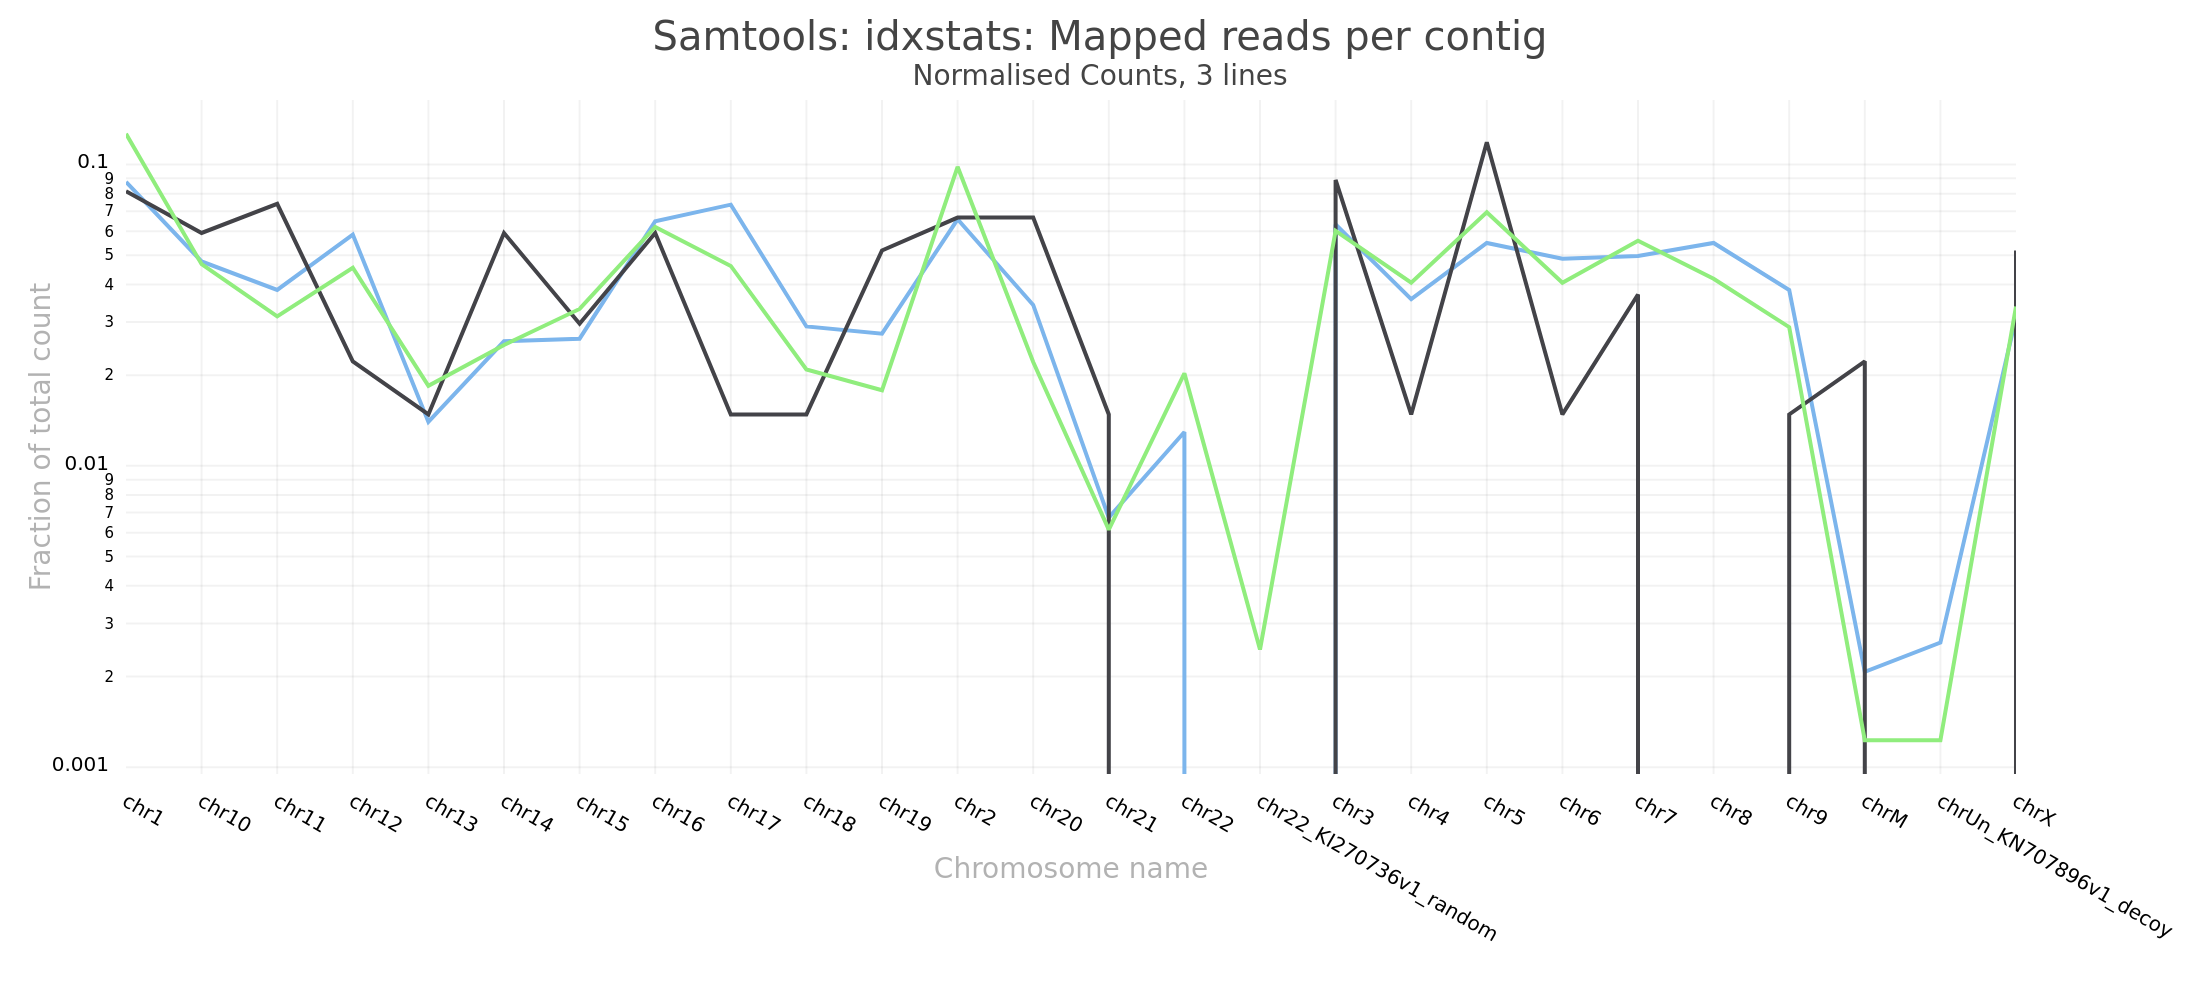 Samtools: idxstats: Mapped reads per contig
Normalised Counts, 3 lines
Fraction of total count
0.1
9
8
7
6
5
4
3
2
0.01
9
8
7
6
5
4
3
2
0.001
chr1
chr10
chr11
chr12
chr13
chr14
chr15
chr16
chr17
chr18
chr19
chr2
chr20
chr21
chr22
chr22_KI270736v1_random
chr3
chr4
chr5
chr6
chr7
chr8
chr9
chrM
chrUn_KN707896v1_decoy
chrX
Chromosome name